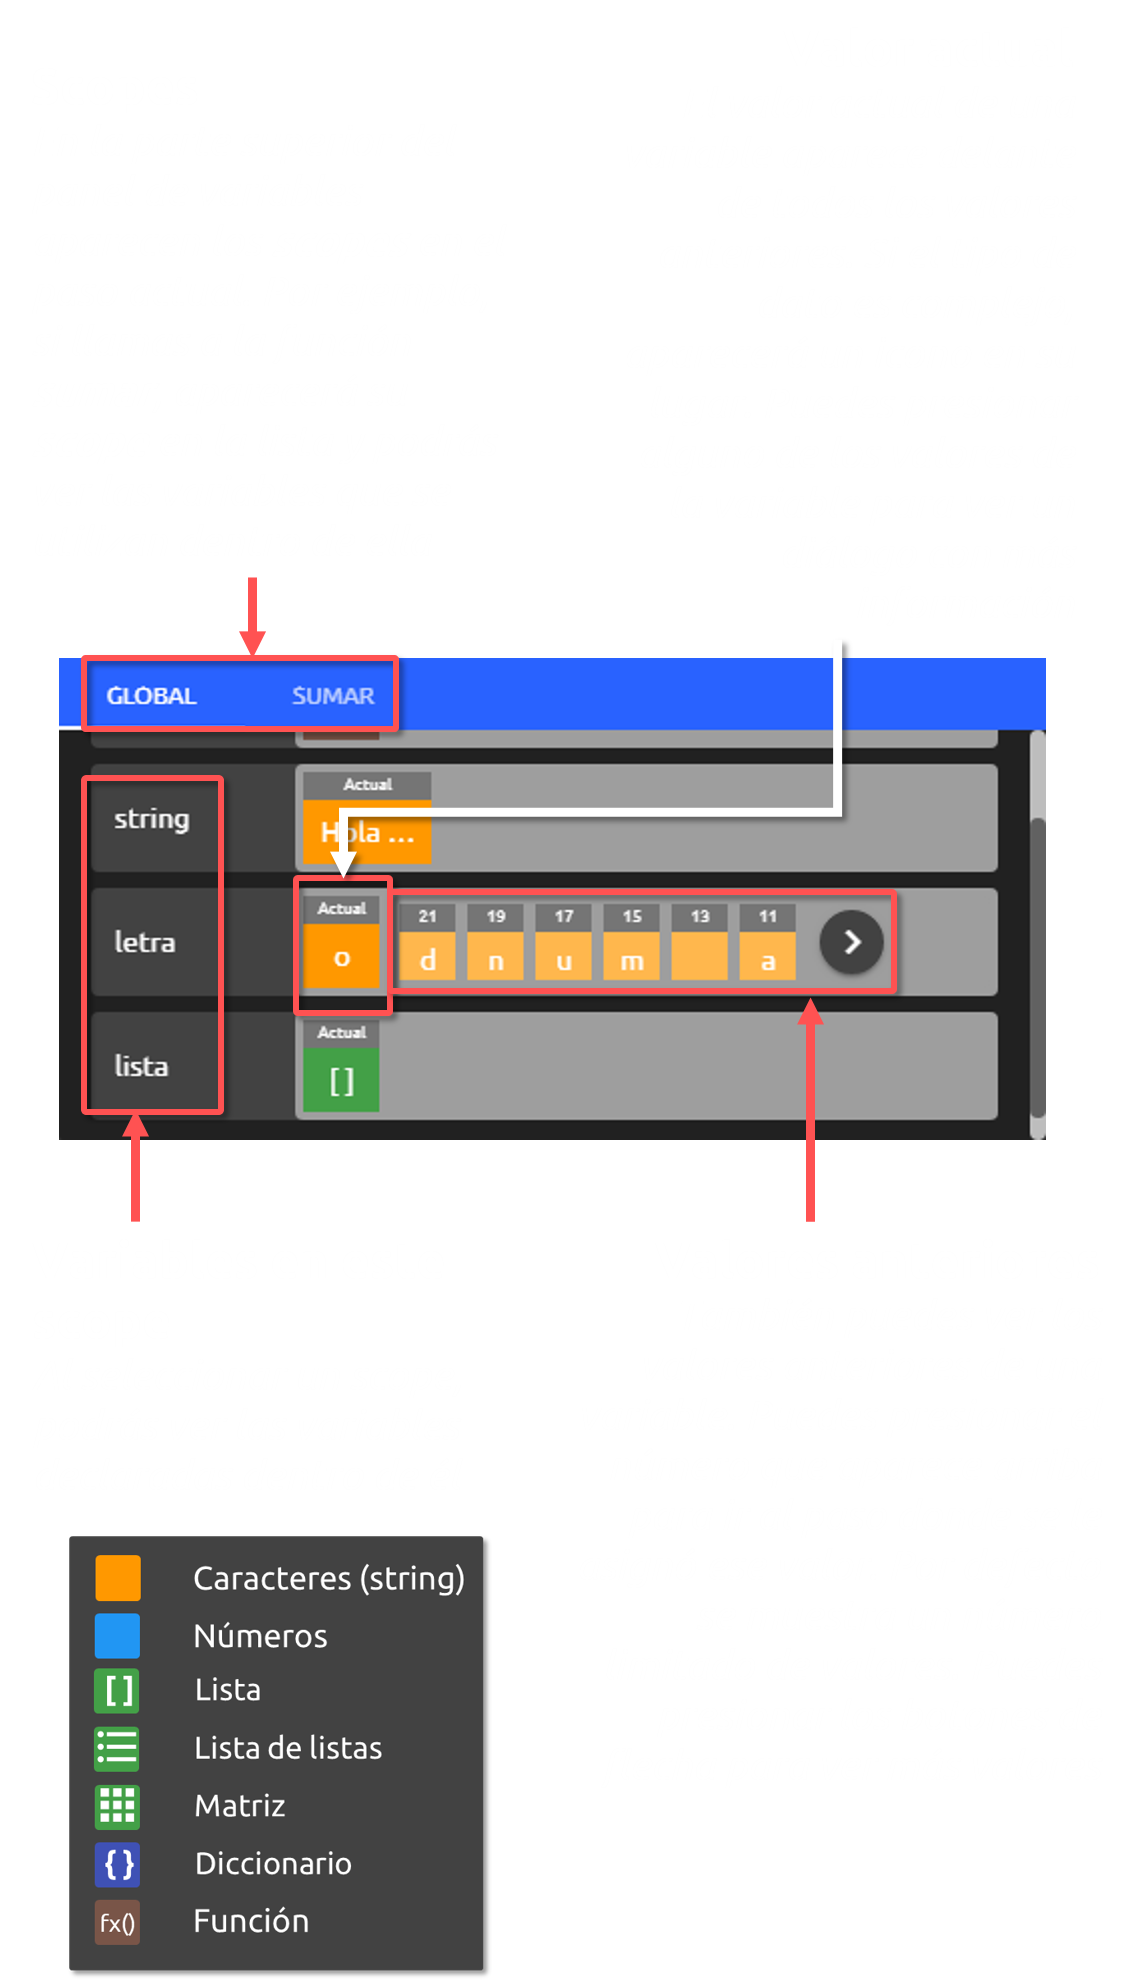 GLOBAL SUMAR
string
Actual
Hola ...
letra
Actual
o
21 19 17 15 13 11
d n u m a
lista
Actual
[ ]
Caracteres (string)
Números
[ ] Lista
Lista de listas
Matriz
{ } Diccionario
fx() Función